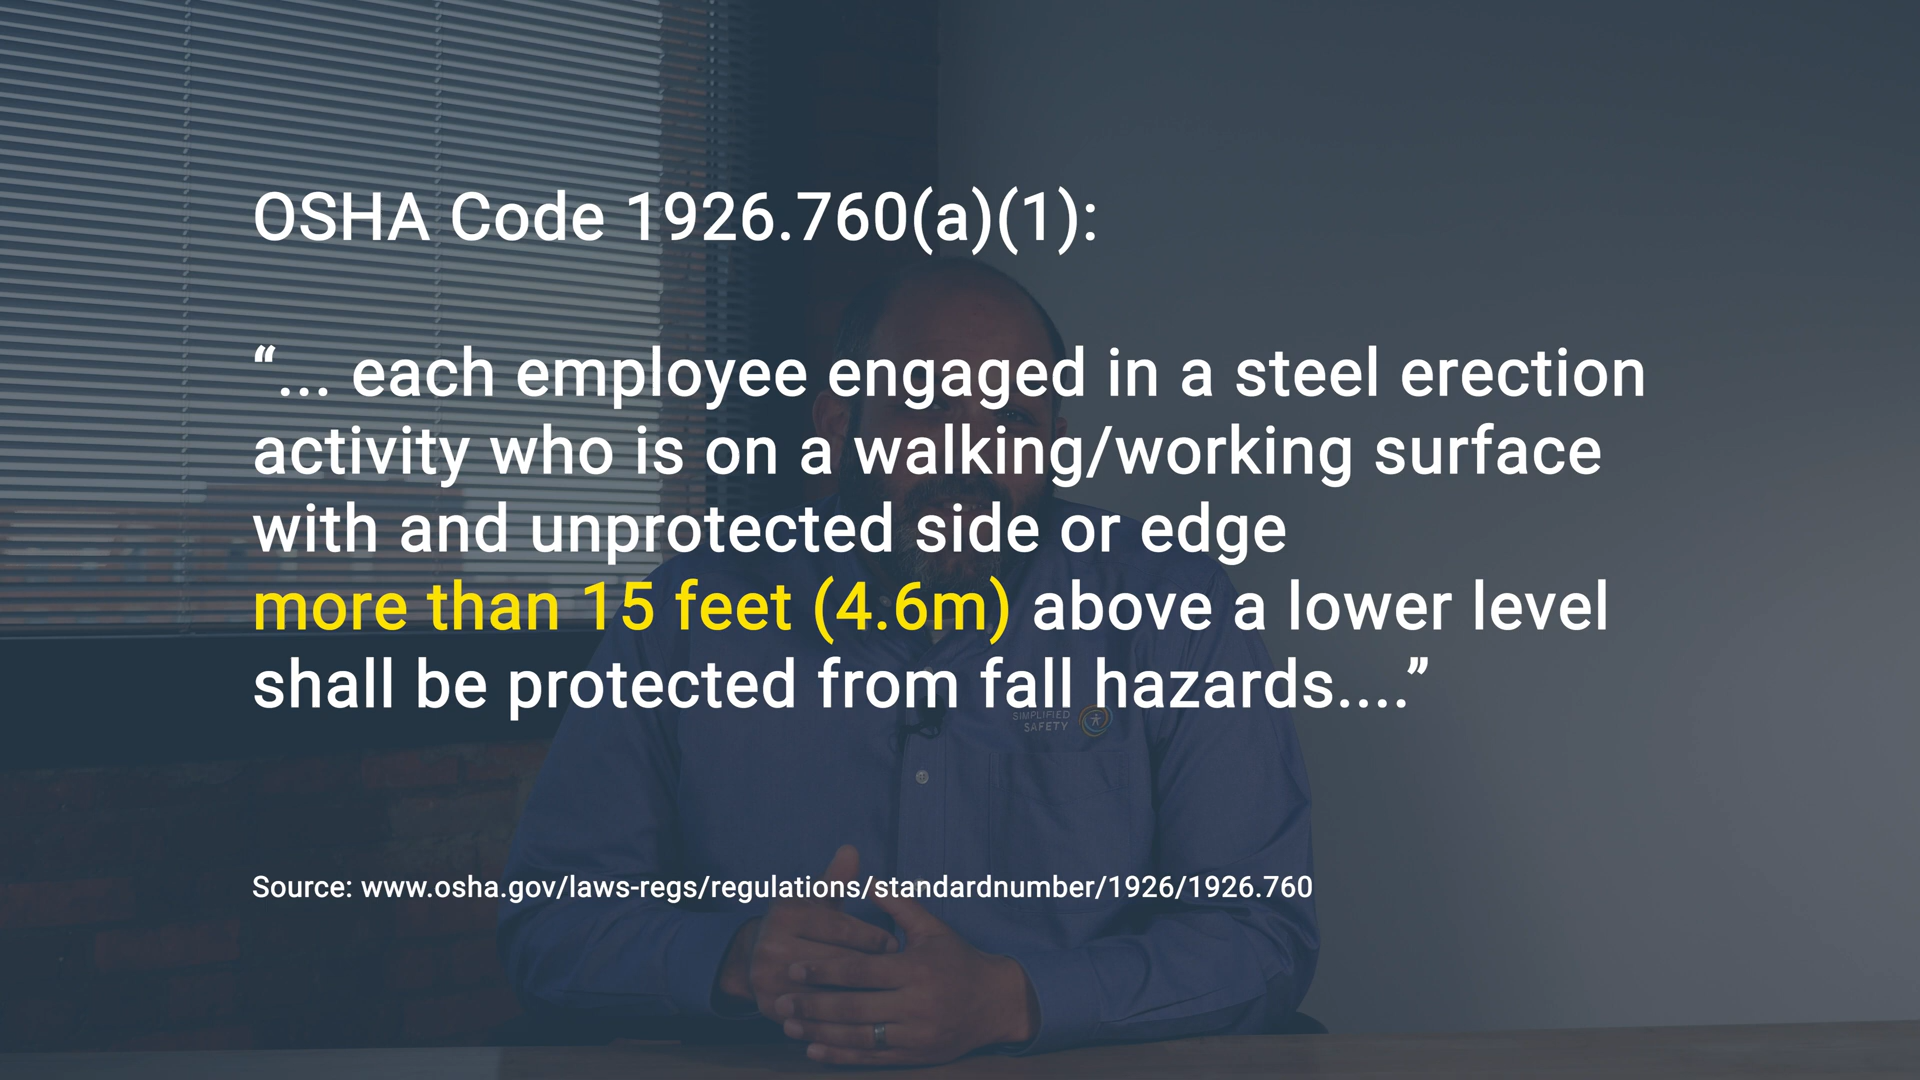 OSHA Code 1926.760(a)(1):
“... each employee engaged in a steel erection
activity who is on a walking/working surface
with and unprotected side or edge
more than 15 feet (4.6m) above a lower level
shall be protected from fall hazards....”
SIMPLIFIED
SAFETY
Source: www.osha.gov/laws-regs/regulations/standardnumber/1926/1926.760